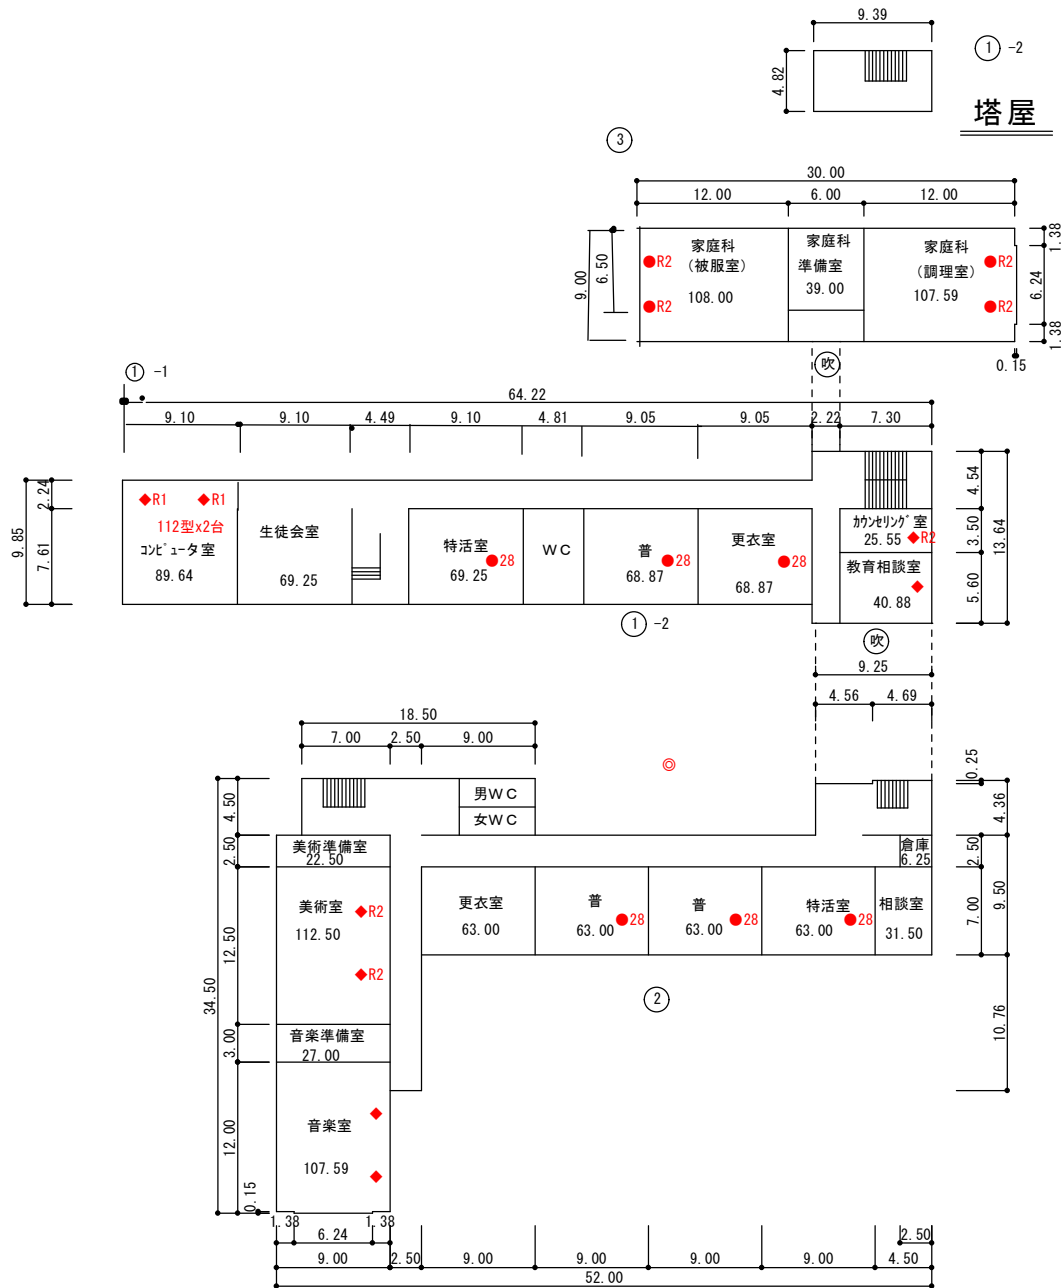 9.39
① -2
4.82
塔屋
③
30.00
12.00 6.00 12.00
家庭科
(被服室)
108.00
家庭科
準備室
39.00
家庭科
(調理室)
107.59
R2
R2
R2
R2
9.00
6.50
1.38
6.24
1.38
0.15
吹
① -1
64.22
9.10 9.10 4.49 9.10 4.81 9.05 9.05 2.22 7.30
9.85
2.24
7.61
R1 R1
112型x2台
コンピュータ室
89.64
生徒会室
69.25
特活室
69.25
28
WC
普
68.87
28
更衣室
68.87
28
カウンセリング室
25.55
R2
教育相談室
40.88
4.54
3.50
5.60
13.64
① -2
吹
9.25
4.56 4.69
18.50
7.00 2.50 9.00
◎
0.25
4.36
男WC
女WC
4.50
2.50
12.50
3.00
12.00
34.50
0.15
美術準備室
22.50
美術室
112.50
R2
R2
音楽準備室
27.00
音楽室
107.59
更衣室
63.00
普
63.00
28
普
63.00
28
特活室
63.00
28
相談室
31.50
倉庫
6.25
2.50
7.00
9.50
10.76
②
1.38 1.38
6.24
2.50
9.00 2.50 9.00 9.00 9.00 9.00 4.50
52.00